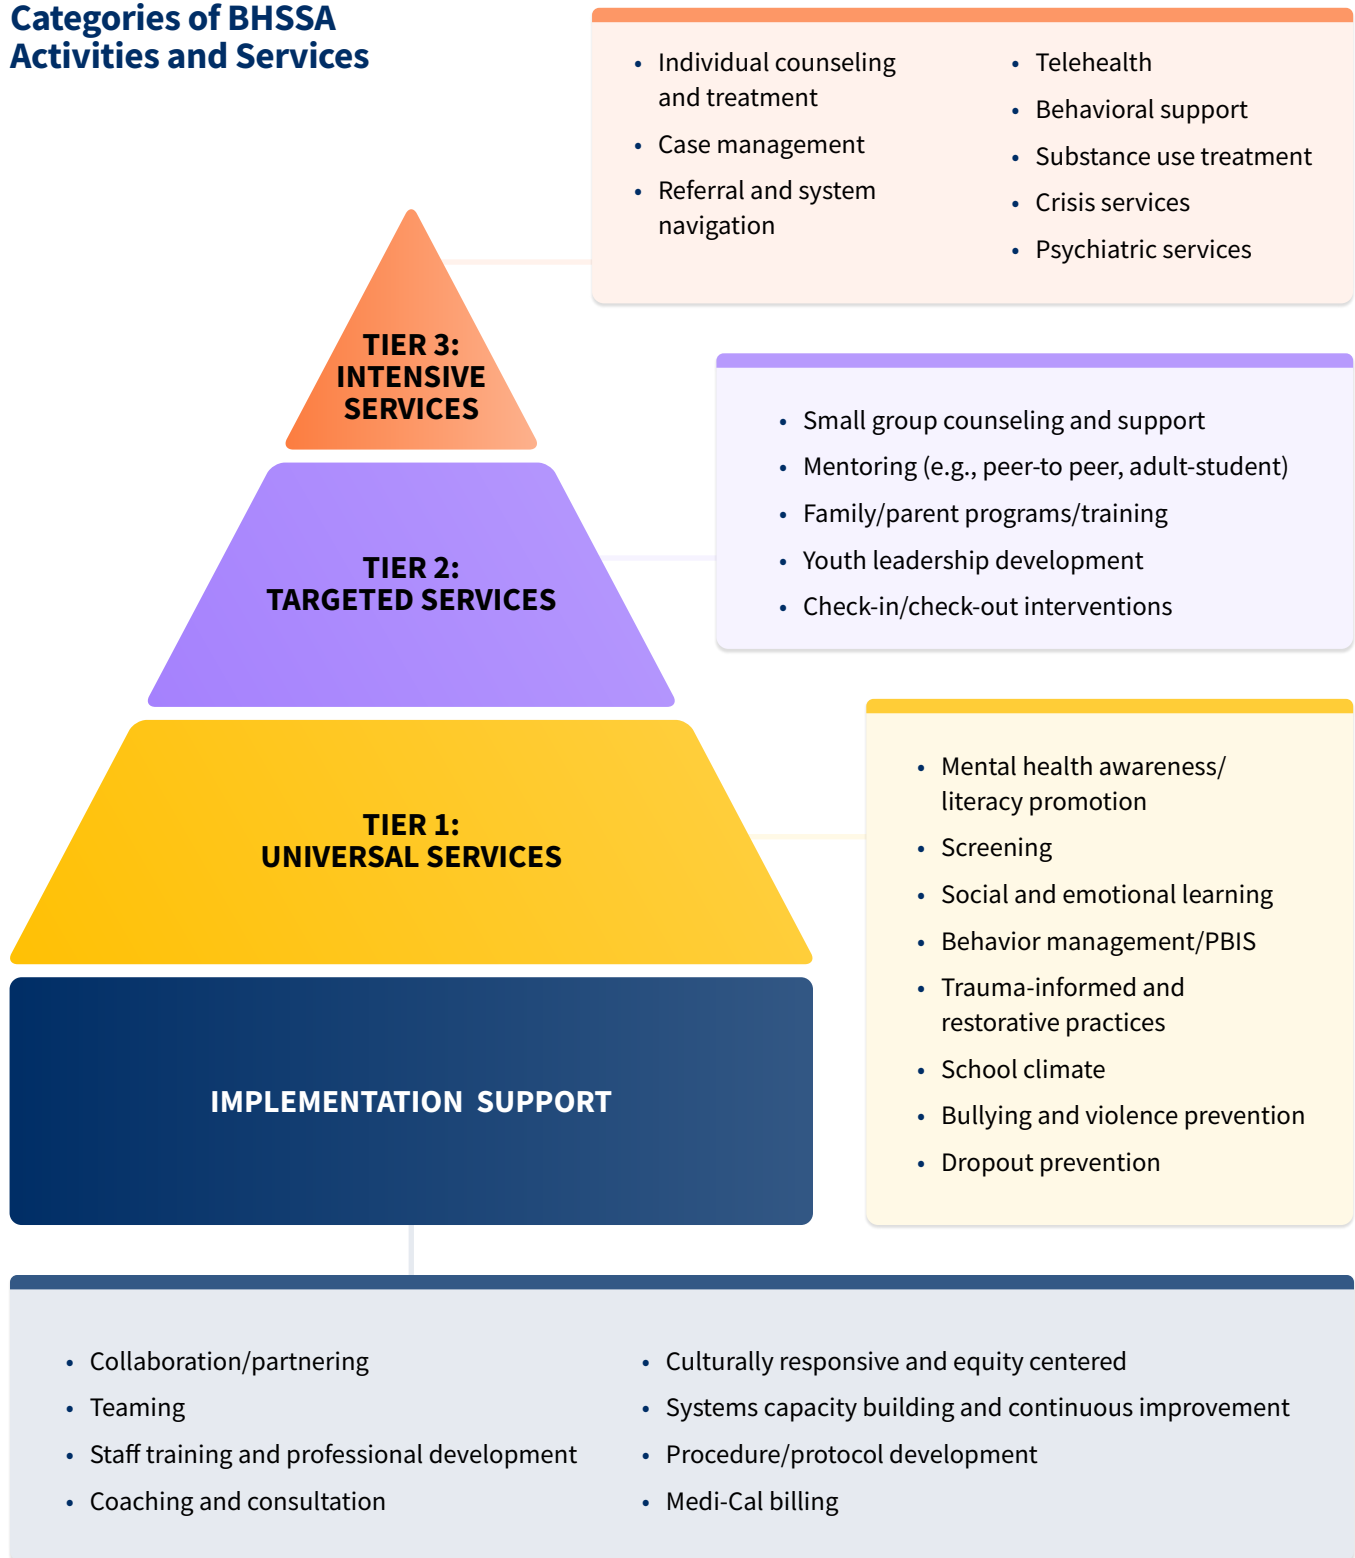 Categories of BHSSA
Activities and Services
• Individual counseling
and treatment
• Case management
• Referral and system
navigation
• Telehealth
• Behavioral support
• Substance use treatment
• Crisis services
• Psychiatric services
TIER 3:
INTENSIVE
SERVICES
• Small group counseling and support
• Mentoring (e.g., peer-to peer, adult-student)
• Family/parent programs/training
• Youth leadership development
• Check-in/check-out interventions
TIER 2:
TARGETED SERVICES
• Mental health awareness/
literacy promotion
• Screening
• Social and emotional learning
• Behavior management/PBIS
• Trauma-informed and
restorative practices
• School climate
• Bullying and violence prevention
• Dropout prevention
TIER 1:
UNIVERSAL SERVICES
IMPLEMENTATION SUPPORT
• Collaboration/partnering
• Teaming
• Staff training and professional development
• Coaching and consultation
• Culturally responsive and equity centered
• Systems capacity building and continuous improvement
• Procedure/protocol development
• Medi-Cal billing